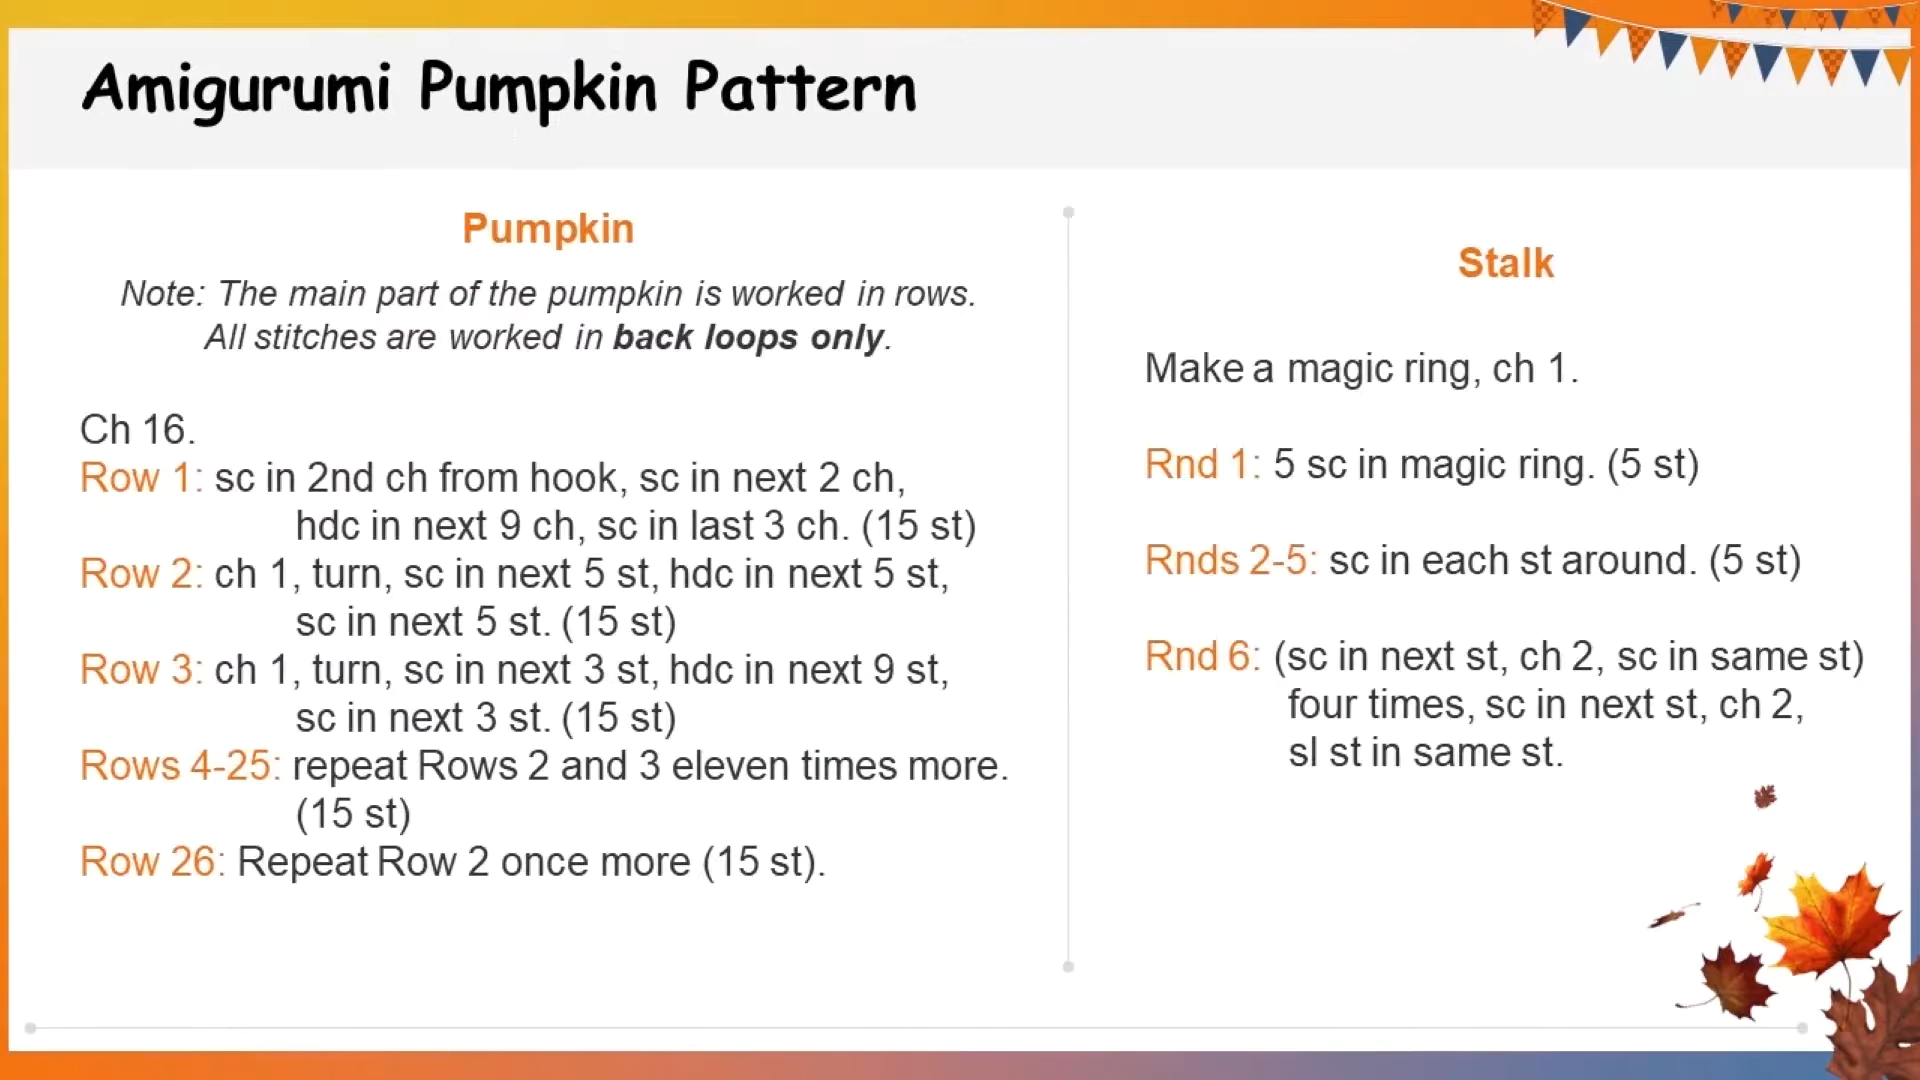 Amigurumi Pumpkin Pattern
Pumpkin
Note: The main part of the pumpkin is worked in rows.
All stitches are worked in back loops only.
Ch 16.
Row 1: sc in 2nd ch from hook, sc in next 2 ch,
hdc in next 9 ch, sc in last 3 ch. (15 st)
Row 2: ch 1, turn, sc in next 5 st, hdc in next 5 st,
sc in next 5 st. (15 st)
Row 3: ch 1, turn, sc in next 3 st, hdc in next 9 st,
sc in next 3 st. (15 st)
Rows 4-25: repeat Rows 2 and 3 eleven times more.
(15 st)
Row 26: Repeat Row 2 once more (15 st).
Stalk
Make a magic ring, ch 1.
Rnd 1: 5 sc in magic ring. (5 st)
Rnds 2-5: sc in each st around. (5 st)
Rnd 6: (sc in next st, ch 2, sc in same st)
four times, sc in next st, ch 2,
sl st in same st.